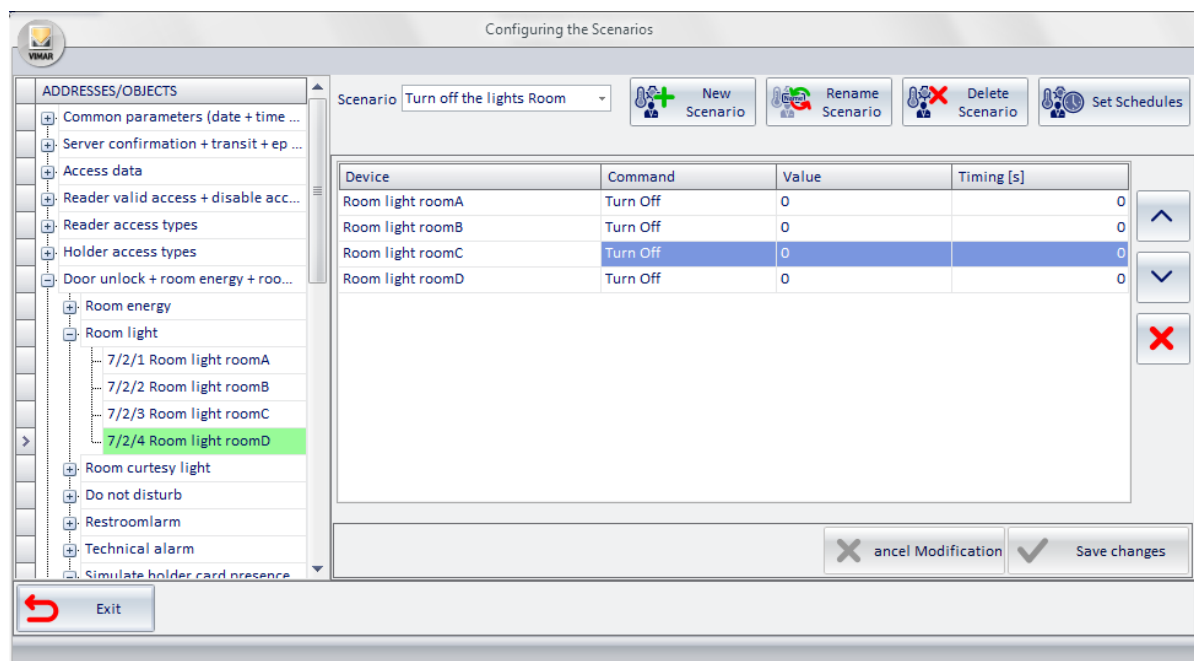 Configuring the Scenarios
VIMAR
ADDRESSES/OBJECTS
Common parameters (date + time ...
Server confirmation + transit + ep ...
Access data
Reader valid access + disable acc...
Reader access types
Holder access types
Door unlock + room energy + roo...
Room energy
Room light
7/2/1 Room light roomA
7/2/2 Room light roomB
7/2/3 Room light roomC
7/2/4 Room light roomD
Room curtesy light
Do not disturb
Restroomlarm
Technical alarm
Simulate holder card presence
Scenario Turn off the lights Room
New
Scenario
Rename
Scenario
Delete
Scenario
Set Schedules
Device Command Value Timing [s]
Room light roomA Turn Off 0 0
Room light roomB Turn Off 0 0
Room light roomC Turn Off 0 0
Room light roomD Turn Off 0 0
ancel Modification
Save changes
Exit